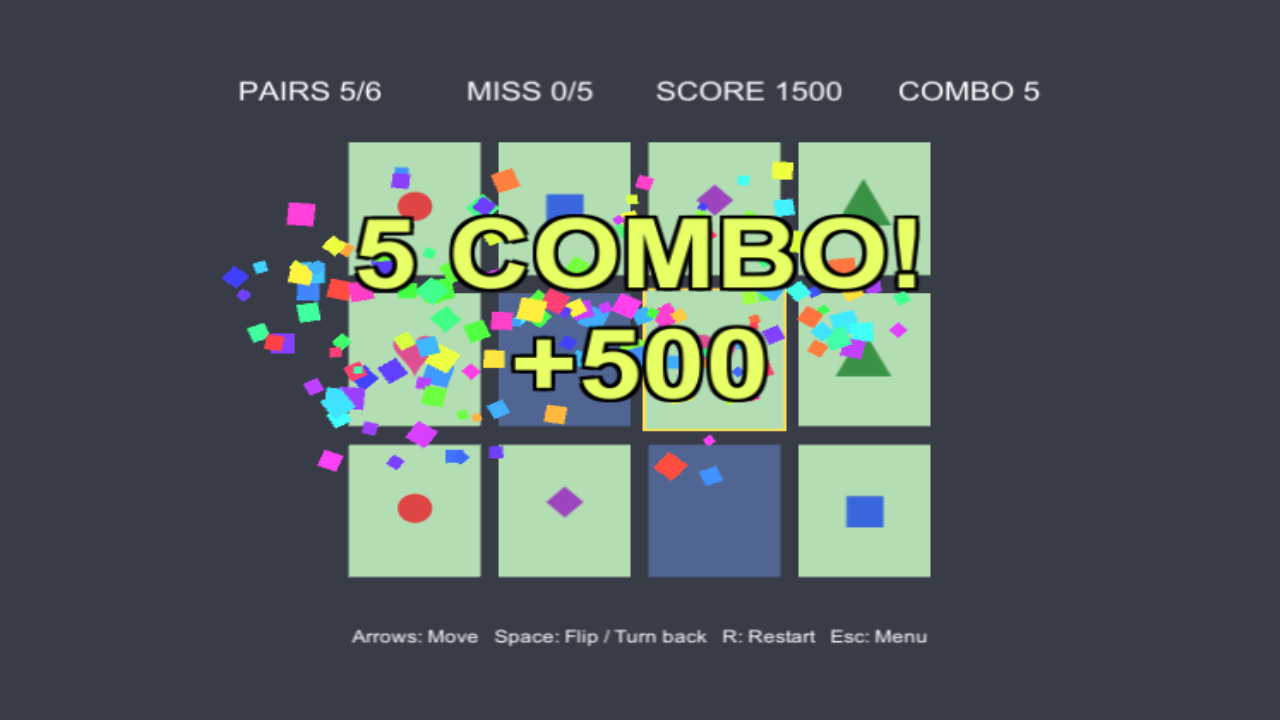 PAIRS 5/6 MISS 0/5 SCORE 1500 COMBO 5
5 COMBO!
+500
Arrows: Move Space: Flip / Turn back R: Restart Esc: Menu